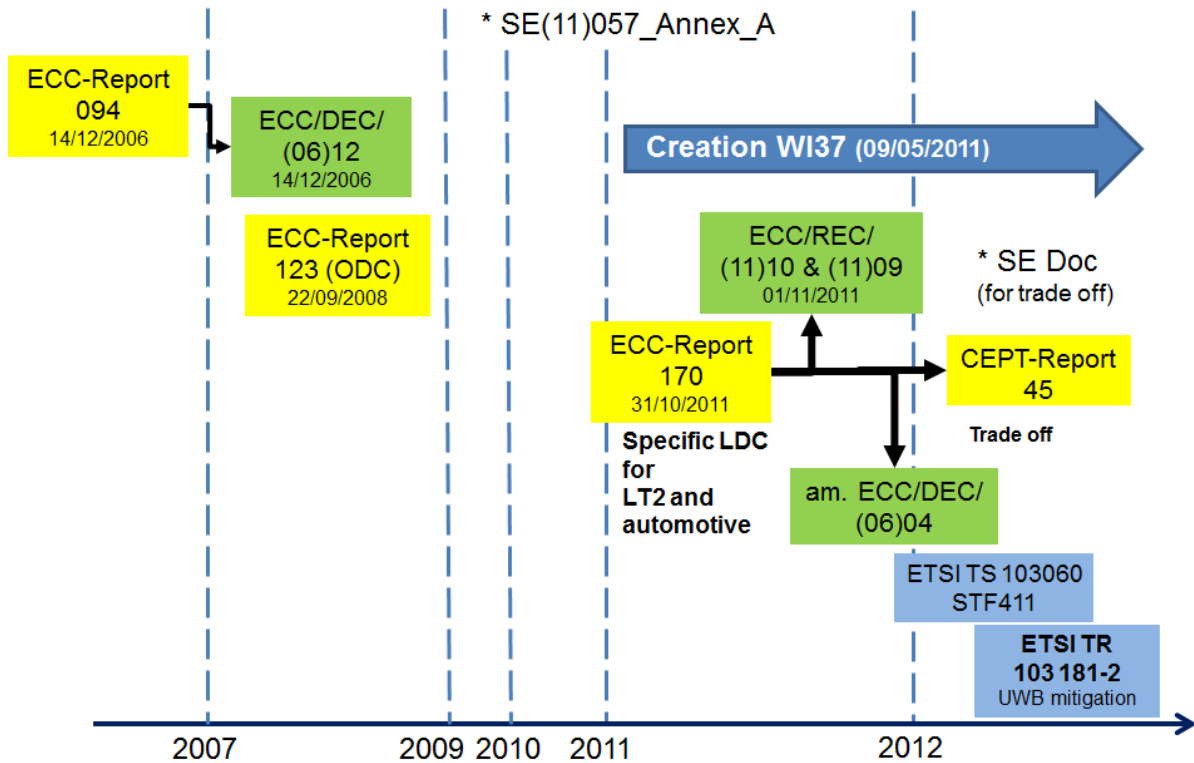 * SE(11)057_Annex_A
ECC-Report
094
14/12/2006
ECC/DEC/
(06)12
14/12/2006
ECC-Report
123 (ODC)
22/09/2008
Creation WI37 (09/05/2011)
ECC/REC/
(11)10 & (11)09
01/11/2011
* SE Doc
(for trade off)
ECC-Report
170
31/10/2011
CEPT-Report
45
Specific LDC
for
LT2 and
automotive
Trade off
am. ECC/DEC/
(06)04
ETSI TS 103060
STF411
ETSI TR
103 181-2
UWB mitigation
2007
2009
2010
2011
2012